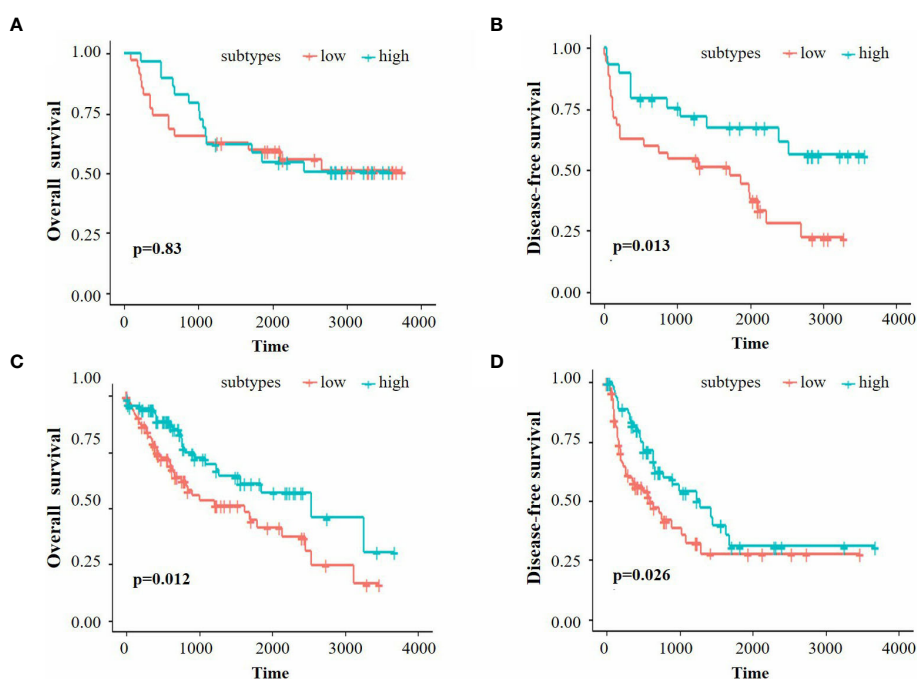 A
subtypes low high
1.00
0.75
0.50
0.25
0.00
Overall survival
p=0.83
0 1000 2000 3000 4000
Time
B
subtypes low high
1.00
0.75
0.50
0.25
0.00
Disease-free survival
p=0.013
0 1000 2000 3000 4000
Time
C
subtypes low high
1.00
0.75
0.50
0.25
0.00
Overall survival
p=0.012
0 1000 2000 3000 4000
Time
D
subtypes low high
1.00
0.75
0.50
0.25
0.00
Disease-free survival
p=0.026
0 1000 2000 3000 4000
Time